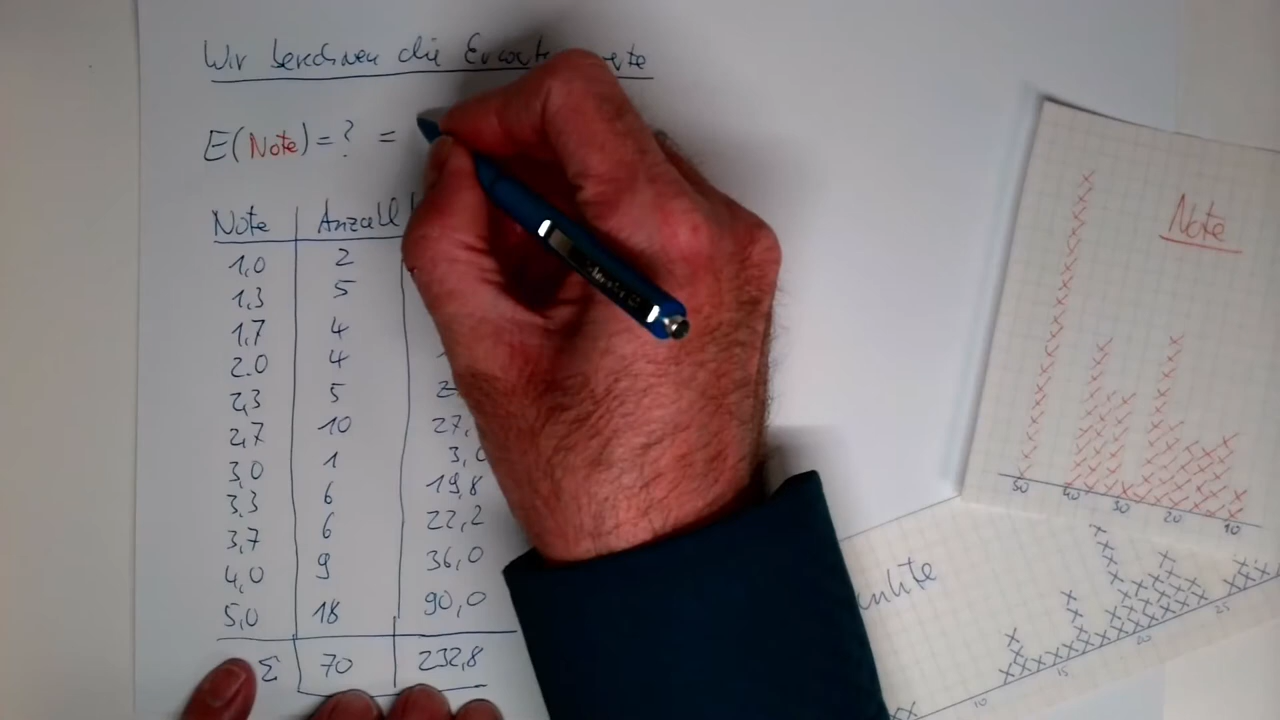 Wir berechnen die
E(Note) = ? =
Note Anzahl
1,0 2
1,3 5
1,7 4
2.0 4
2,3 5
2,7 10 27,
3,0 1 3,0
3,3 6 19,8
3,7 6 22,2
4,0 9 36,0
5,0 18 90,0
Σ 70 232,8
Note
50 40 30 20 10
10 15 20 25